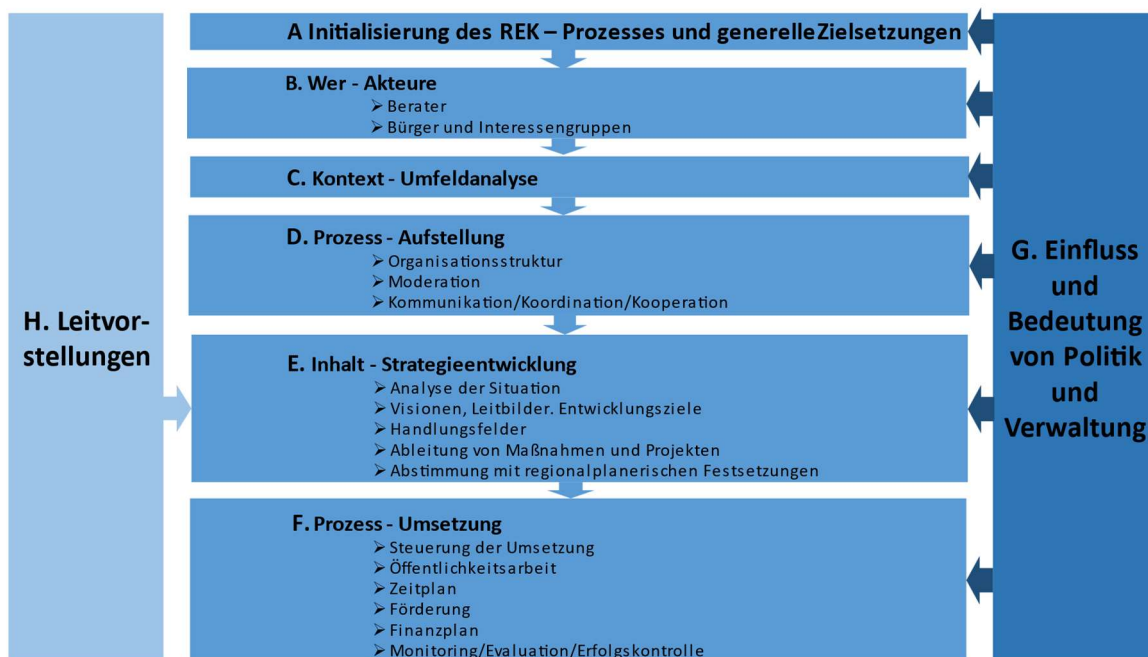 A Initialisierung des REK – Prozesses und generelle Zielsetzungen
B. Wer - Akteure
➢ Berater
➢ Bürger und Interessengruppen
C. Kontext - Umfeldanalyse
D. Prozess - Aufstellung
➢ Organisationsstruktur
➢ Moderation
➢ Kommunikation/Koordination/Kooperation
E. Inhalt - Strategieentwicklung
➢ Analyse der Situation
➢ Visionen, Leitbilder. Entwicklungsziele
➢ Handlungsfelder
➢ Ableitung von Maßnahmen und Projekten
➢ Abstimmung mit regionalplanerischen Festsetzungen
F. Prozess - Umsetzung
➢ Steuerung der Umsetzung
➢ Öffentlichkeitsarbeit
➢ Zeitplan
➢ Förderung
➢ Finanzplan
➢ Monitoring/Evaluation/Erfolgskontrolle
G. Einfluss
und
Bedeutung
von Politik
und
Verwaltung
H. Leitvor-
stellungen